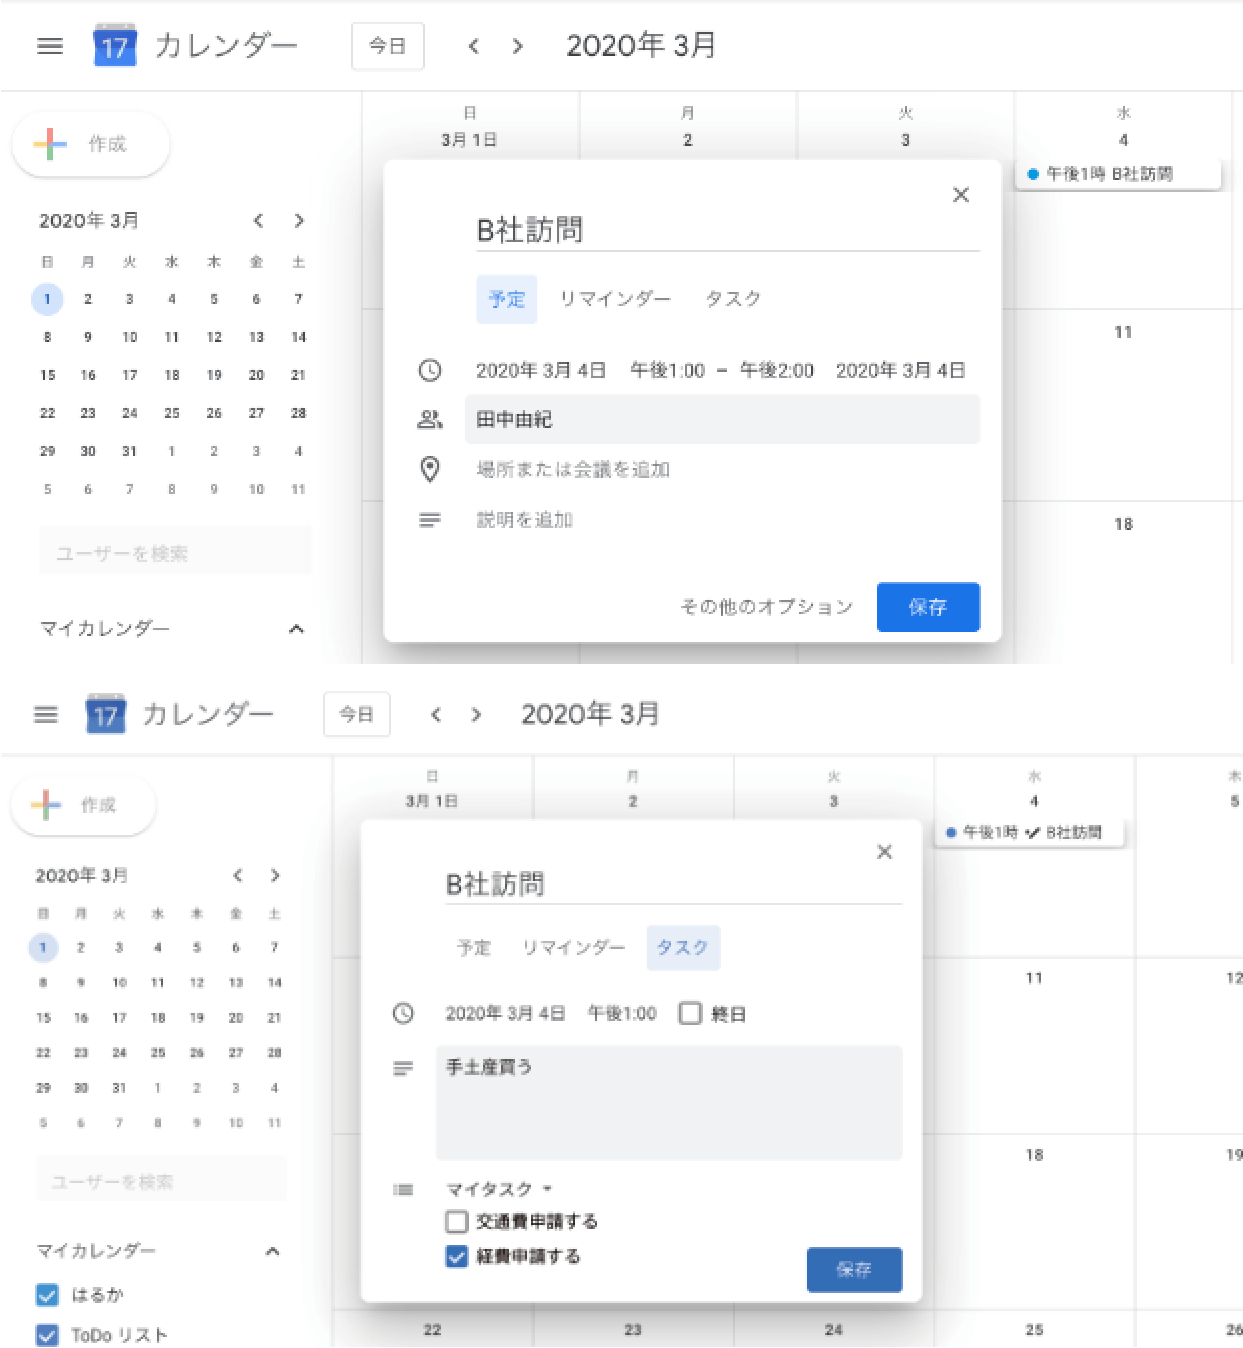 17 カレンダー 今日 < > 2020年 3月
作成
日 月 火 水
3月 1日 2 3 4
午後1時 B社訪問
B社訪問
予定 リマインダー タスク
2020年 3月 4日 午後1:00 – 午後2:00 2020年 3月 4日
田中由紀
場所または会議を追加
説明を追加
その他のオプション 保存
11
18
2020年 3月 < >
日 月 火 水 木 金 土
1 2 3 4 5 6 7
8 9 10 11 12 13 14
15 16 17 18 19 20 21
22 23 24 25 26 27 28
29 30 31 1 2 3 4
5 6 7 8 9 10 11
ユーザーを検索
マイカレンダー
17 カレンダー 今日 < > 2020年 3月
作成
日 月 火 水 木
3月 1日 2 3 4 5
午後1時 ✔ B社訪問
B社訪問
予定 リマインダー タスク
2020年 3月 4日 午後1:00 終日
手土産買う
マイタスク
交通費申請する
経費申請する
保存
11 12
18 19
22 23 24 25 26
2020年 3月 < >
日 月 火 水 木 金 土
1 2 3 4 5 6 7
8 9 10 11 12 13 14
15 16 17 18 19 20 21
22 23 24 25 26 27 28
29 30 31 1 2 3 4
5 6 7 8 9 10 11
ユーザーを検索
マイカレンダー
はるか
ToDo リスト